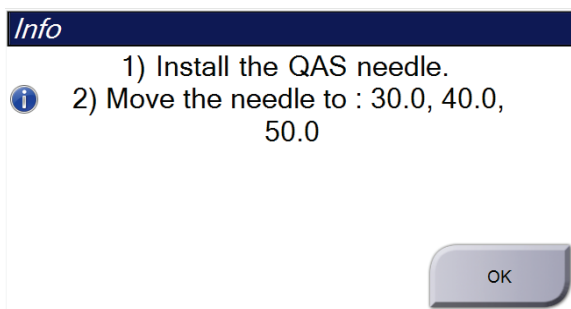 Info
1) Install the QAS needle.
2) Move the needle to : 30.0, 40.0,
50.0
OK